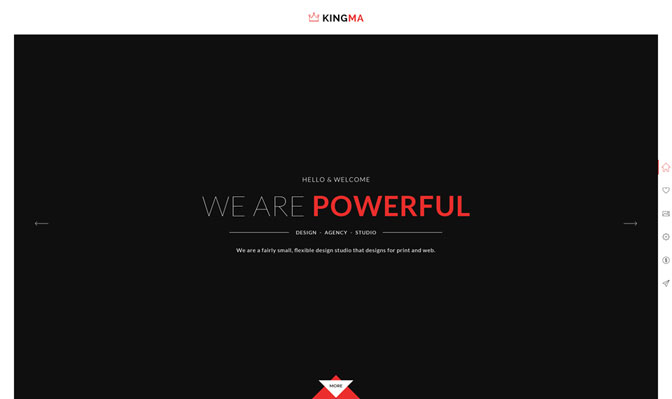 KINGMA
HELLO & WELCOME
WE ARE POWERFUL
DESIGN - AGENCY - STUDIO
We are a fairly small, flexible design studio that designs for print and web.
MORE